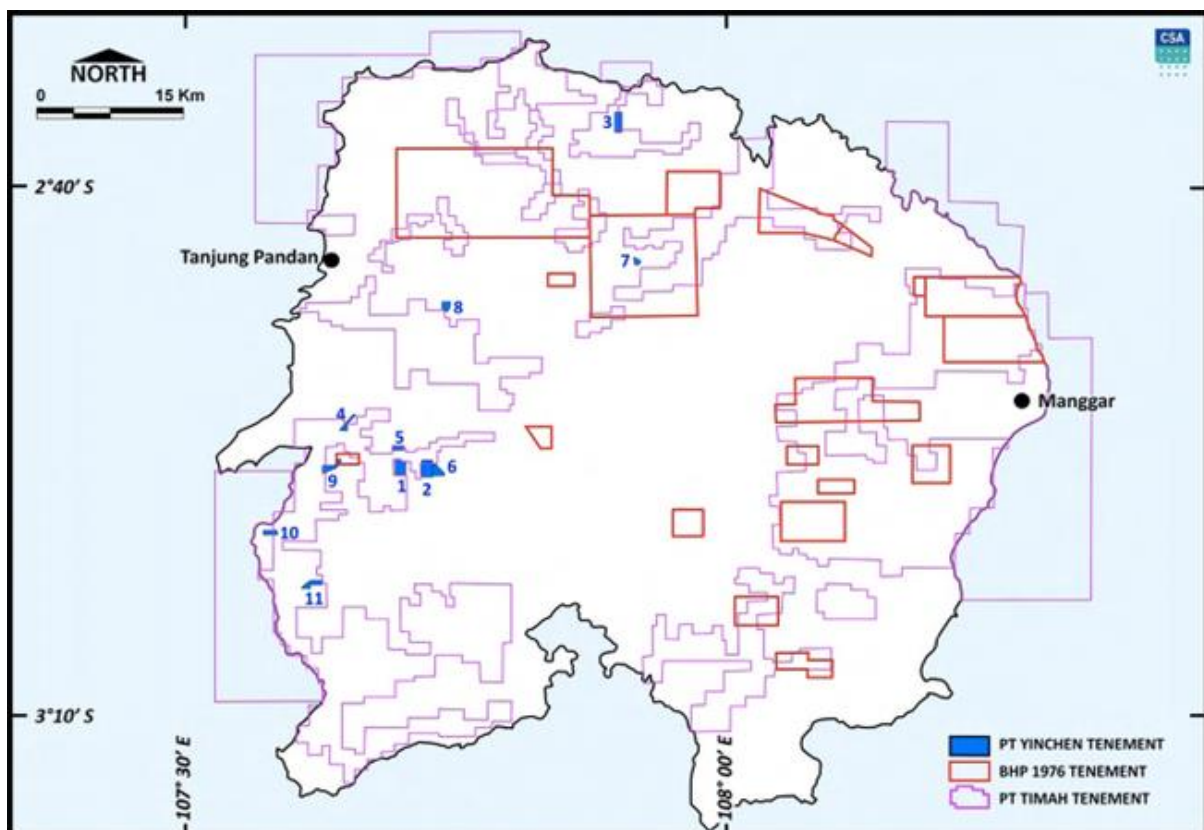 CSA
NORTH
0 15 Km
3
2°40' S
Tanjung Pandan
7
8
Manggar
4
5
9
1
2
6
10
11
3°10' S
107° 30' E
108° 00' E
PT YINCHEN TENEMENT
BHP 1976 TENEMENT
PT TIMAH TENEMENT